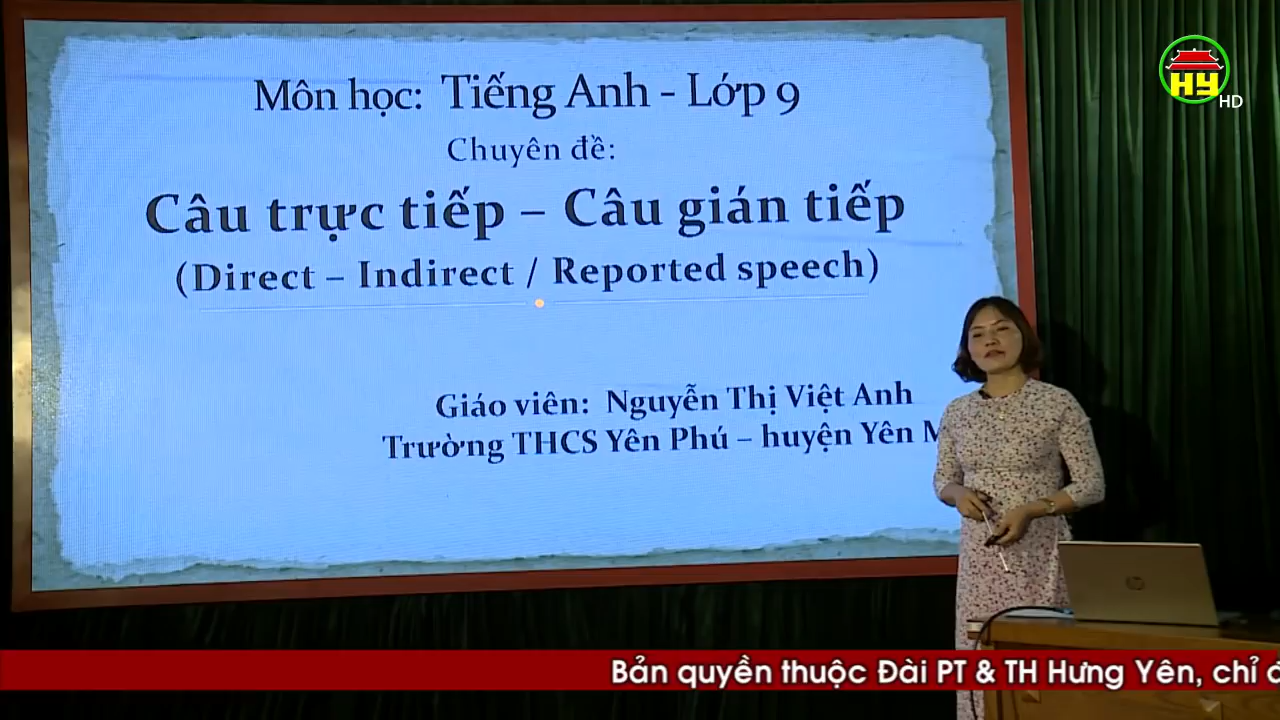 Môn học: Tiếng Anh - Lớp 9
Chuyên đề:
Câu trực tiếp – Câu gián tiếp
(Direct – Indirect / Reported speech)
Giáo viên: Nguyễn Thị Việt Anh
Trường THCS Yên Phú – huyện Yên
HY
HD
hp
Bản quyền thuộc Đài PT & TH Hưng Yên, chỉ